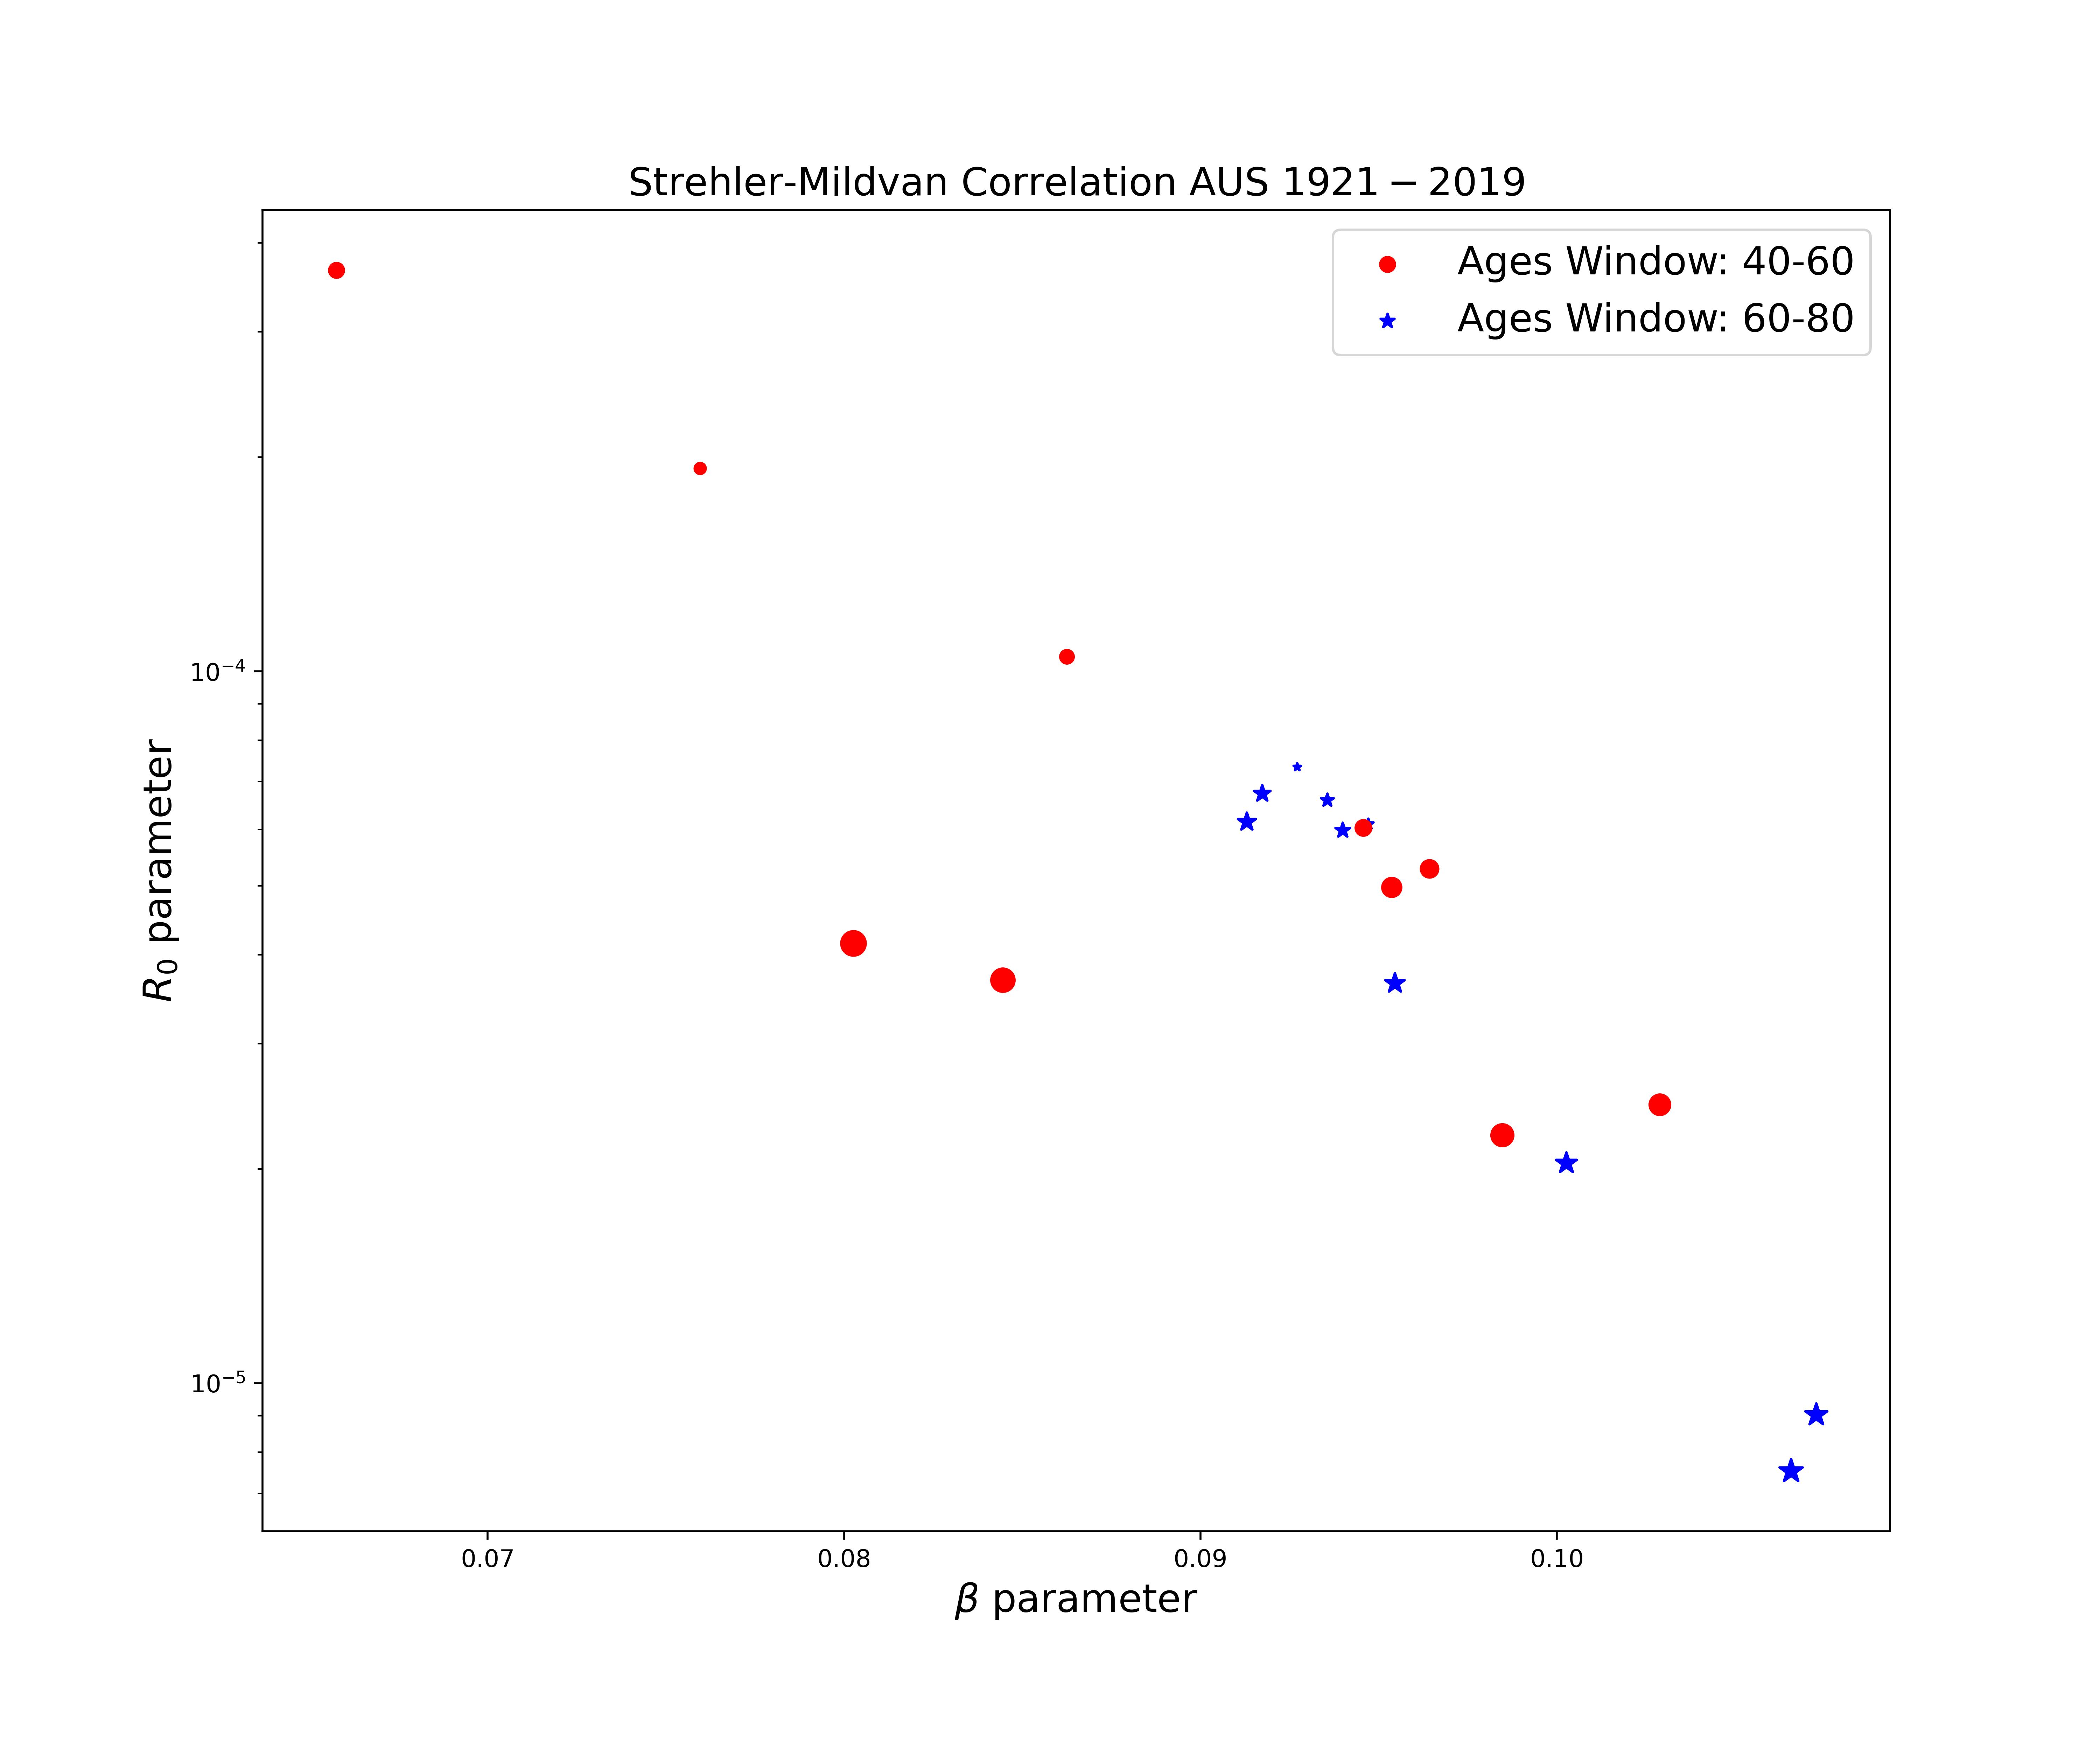 Strehler-Mildvan Correlation AUS 1921 − 2019
Ages Window: 40-60
Ages Window: 60-80
R₀ parameter
10⁻⁴
10⁻⁵
0.07 0.08 0.09 0.10
β parameter